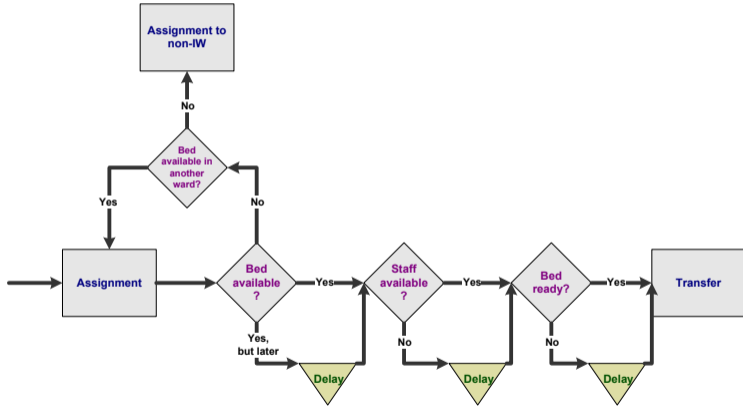 Assignment to
non-IW
No
Bed
available in
another
ward?
Yes
No
Assignment
Bed
available
?
Yes
Staff
available
?
Yes
Bed
ready?
Yes
Transfer
Yes,
but later
No
No
Delay
Delay
Delay